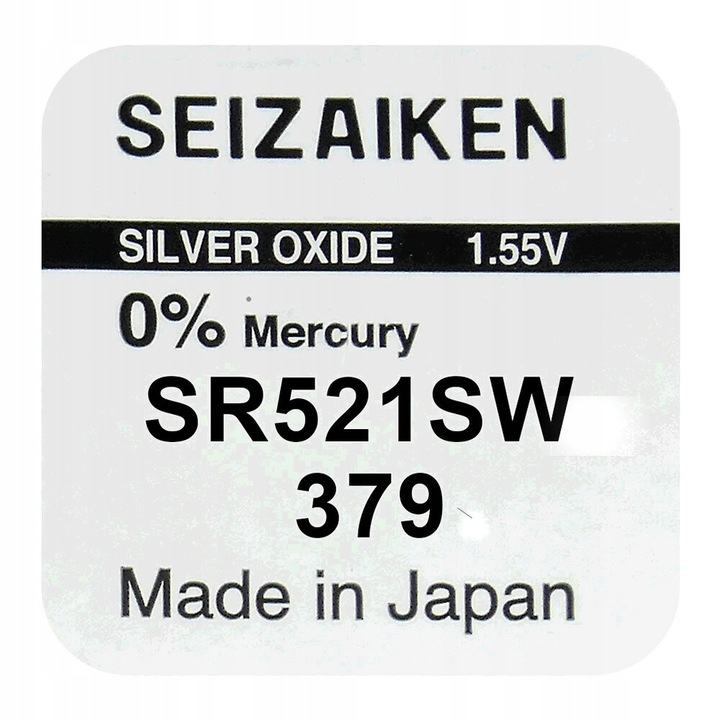 SEIZAIKEN
SILVER OXIDE 1.55V
0% Mercury
SR521SW
379
Made in Japan